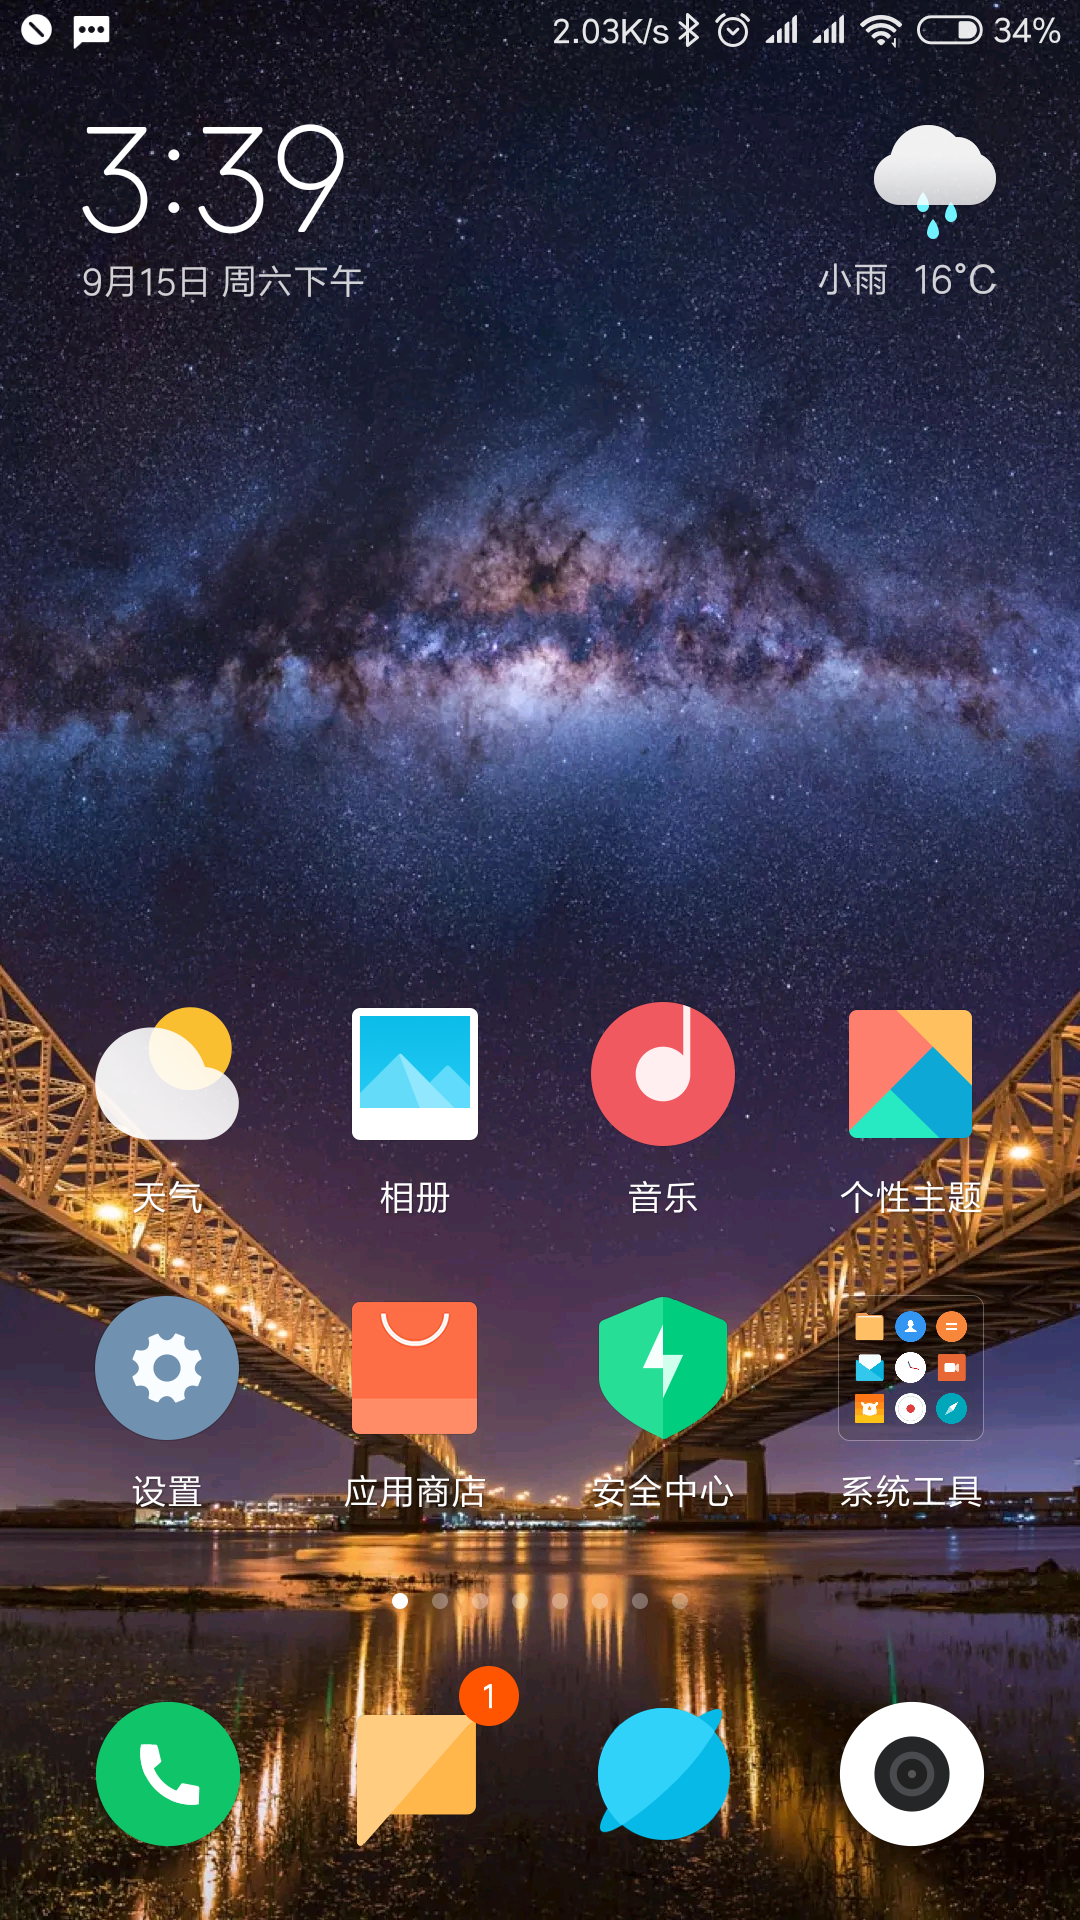 2.03K/s 34%
3:39
9月15日 周六下午
小雨 16°C
天气 相册 音乐 个性主题
设置 应用商店 安全中心 系统工具
1